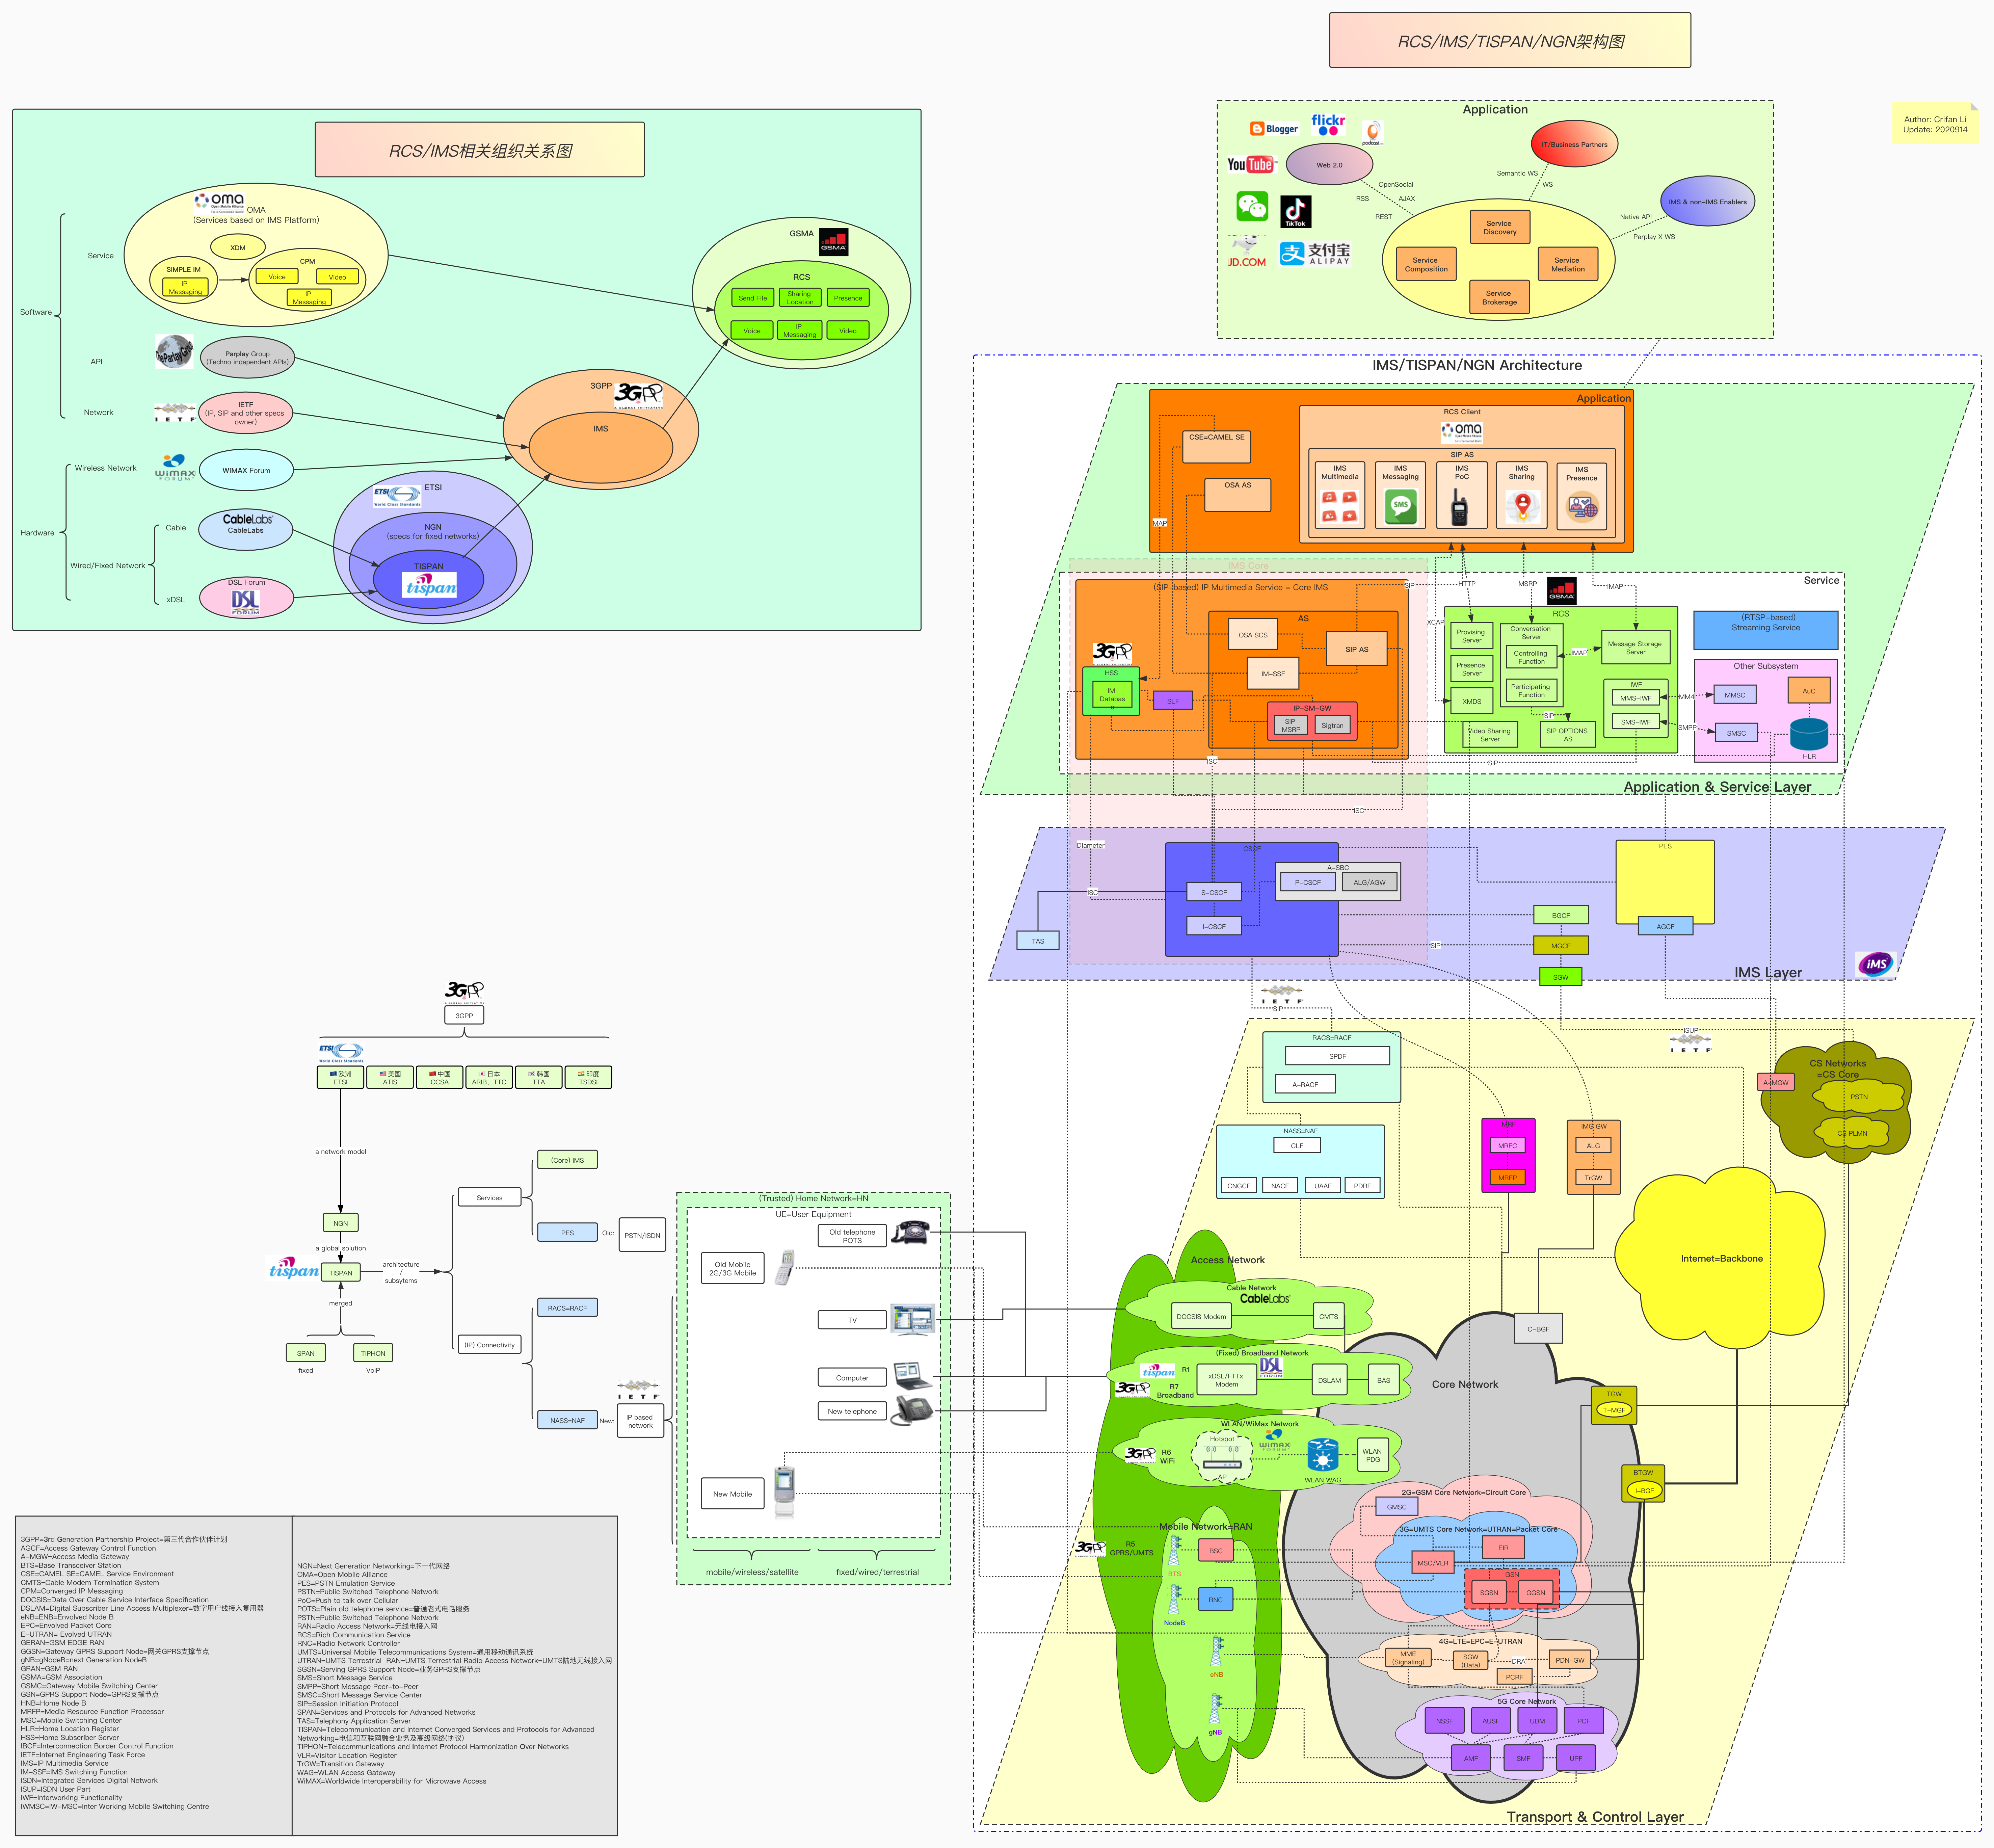 RCS/IMS/TISPAN/NGN架构图
Author: Crifan Li
Update: 2020914
RCS/IMS相关组织关系图
Software
Service
API
Network
Hardware
Wireless Network
Wired/Fixed Network
Cable
xDSL
oma
OMA
(Services based on IMS Platform)
XDM
SIMPLE IM
IP
Messaging
CPM
Voice
Video
IP
Messaging
Parplay Group
(Techno independent APIs)
IETF
IETF
(IP, SIP and other specs
owner)
WiMAX
FORUM
WiMAX Forum
CableLabs
CableLabs
DSL Forum
DSL
FORUM
ETSI
World Class Standards
ETSI
NGN
(specs for fixed networks)
TISPAN
tispan
3GPP
3GPP
A GLOBAL INITIATIVE
IMS
GSMA
GSMA
RCS
Send File
Sharing
Location
Presence
Voice
IP
Messaging
Video
Application
Blogger
flickr
podcast
YouTube
TikTok
JD.COM
支付宝
ALIPAY
Web 2.0
OpenSocial
RSS
AJAX
REST
IT/Business Partners
Semantic WS
WS
IMS & non-IMS Enablers
Native API
Parplay X WS
Service
Discovery
Service
Composition
Service
Mediation
Service
Brokerage
IMS/TISPAN/NGN Architecture
Application
CSE=CAMEL SE
OSA AS
MAP
RCS Client
oma
SIP AS
IMS
Multimedia
IMS
Messaging
SMS
IMS
PoC
IMS
Sharing
IMS
Presence
IMS Core
Service
(SIP-based) IP Multimedia Service = Core IMS
SIP
HTTP
MSRP
IMAP
XCAP
3GPP
HSS
IM
Databas
e
SLF
AS
OSA SCS
SIP AS
IM-SSF
IP-SM-GW
SIP
MSRP
Sigtran
GSMA
RCS
Provising
Server
Presence
Server
XMDS
Conversation
Server
Controlling
Function
Perticipating
Function
IMAP
Message Storage
Server
IWF
MMS-IWF
SMS-IWF
SIP
Video Sharing
Server
SIP OPTIONS
AS
MM4
SMPP
(RTSP-based)
Streaming Service
Other Subsystem
MMSC
AuC
SMSC
HLR
ISC
SIP
Application & Service Layer
ISC
Diameter
ISC
TAS
CSCF
S-CSCF
I-CSCF
A-SBC
P-CSCF
ALG/AGW
PES
AGCF
BGCF
MGCF
SIP
SGW
IMS Layer
iMS
IETF
SIP
ISUP
IETF
RACS=RACF
SPDF
A-RACF
NASS=NAF
CLF
CNGCF
NACF
UAAF
PDBF
MRF
MRFC
MRFP
IMG GW
ALG
TrGW
CS Networks
=CS Core
A-MGW
PSTN
CS PLMN
Internet=Backbone
Access Network
Cable Network
CableLabs
DOCSIS Modem
CMTS
(Fixed) Broadband Network
tispan
R1
3GPP
R7
Broadband
xDSL/FTTx
Modem
DSL
FORUM
DSLAM
BAS
WLAN/WiMax Network
3GPP
R6
WiFi
Hotspot
AP
WiMAX
FORUM
WLAN WAG
WLAN
PDG
Mobile Network=RAN
3GPP
R5
GPRS/UMTS
BTS
BSC
NodeB
RNC
eNB
gNB
Core Network
C-BGF
TGW
T-MGF
BTGW
I-BGF
2G=GSM Core Network=Circuit Core
GMSC
3G=UMTS Core Network=UTRAN=Packet Core
MSC/VLR
EIR
GSN
SGSN
GGSN
4G=LTE=EPC=E-UTRAN
MME
(Signaling)
SGW
(Data)
DRA
PCRF
PDN-GW
5G Core Network
NSSF
AUSF
UDM
PCF
AMF
SMF
UPF
Transport & Control Layer
3GPP
A GLOBAL INITIATIVE
3GPP
ETSI
World Class Standards
欧洲
ETSI
美国
ATIS
中国
CCSA
日本
ARIB、TTC
韩国
TTA
印度
TSDSI
a network model
NGN
a global solution
tispan
TISPAN
architecture
/
subsytems
merged
SPAN
fixed
TIPHON
VoIP
Services
(Core) IMS
PES
Old:
PSTN/ISDN
(IP) Connectivity
RACS=RACF
NASS=NAF
New:
IETF
IP based
network
(Trusted) Home Network=HN
UE=User Equipment
Old telephone
POTS
Old Mobile
2G/3G Mobile
TV
Computer
New telephone
New Mobile
mobile/wireless/satellite
fixed/wired/terrestrial
3GPP=3rd Generation Partnership Project=第三代合作伙伴计划
AGCF=Access Gateway Control Function
A-MGW=Access Media Gateway
BTS=Base Transceiver Station
CSE=CAMEL SE=CAMEL Service Environment
CMTS=Cable Modem Termination System
CPM=Converged IP Messaging
DOCSIS=Data Over Cable Service Interface Specification
DSLAM=Digital Subscriber Line Access Multiplexer=数字用户线接入复用器
eNB=ENB=Envolved Node B
EPC=Envolved Packet Core
E-UTRAN= Evolved UTRAN
GERAN=GSM EDGE RAN
GGSN=Gateway GPRS Support Node=网关GPRS支撑节点
gNB=gNodeB=next Generation NodeB
GRAN=GSM RAN
GSMA=GSM Association
GSMC=Gateway Mobile Switching Center
GSN=GPRS Support Node=GPRS支撑节点
HNB=Home Node B
MRFP=Media Resource Function Processor
MSC=Mobile Switching Center
HLR=Home Location Register
HSS=Home Subscriber Server
IBCF=Interconnection Border Control Function
IETF=Internet Engineering Task Force
IMS=IP Multimedia Service
IM-SSF=IMS Switching Function
ISDN=Integrated Services Digital Network
ISUP=ISDN User Part
IWF=Interworking Functionality
IWMSC=IW-MSC=Inter Working Mobile Switching Centre
NGN=Next Generation Networking=下一代网络
OMA=Open Mobile Alliance
PES=PSTN Emulation Service
PSTN=Public Switched Telephone Network
PoC=Push to talk over Cellular
POTS=Plain old telephone service=普通老式电话服务
PSTN=Public Switched Telephone Network
RAN=Radio Access Network=无线电接入网
RCS=Rich Communication Service
RNC=Radio Network Controller
UMTS=Universal Mobile Telecommunications System=通用移动通讯系统
UTRAN=UMTS Terrestrial RAN=UMTS Terrestrial Radio Access Network=UMTS陆地无线接入网
SGSN=Serving GPRS Support Node=业务GPRS支撑节点
SMS=Short Message Service
SMPP=Short Message Peer-to-Peer
SMSC=Short Message Service Center
SIP=Session Initiation Protocol
SPAN=Services and Protocols for Advanced Networks
TAS=Telephony Application Server
TISPAN=Telecommunication and Internet Converged Services and Protocols for Advanced
Networking=电信和互联网融合业务及高级网络(协议)
TIPHON=Telecommunications and Internet Protocol Harmonization Over Networks
VLR=Visitor Location Register
TrGW=Transition Gateway
WAG=WLAN Access Gateway
WiMAX=Worldwide Interoperability for Microwave Access